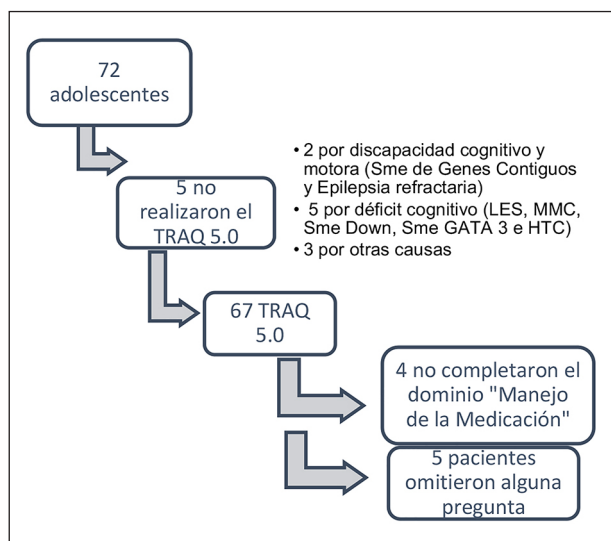 72
adolescentes
5 no
realizaron el
TRAQ 5.0
• 2 por discapacidad cognitivo y
motora (Sme de Genes Contiguos
y Epilepsia refractaria)
• 5 por déficit cognitivo (LES, MMC,
Sme Down, Sme GATA 3 e HTC)
• 3 por otras causas
67 TRAQ
5.0
4 no completaron el
dominio "Manejo
de la Medicación"
5 pacientes
omitieron alguna
pregunta